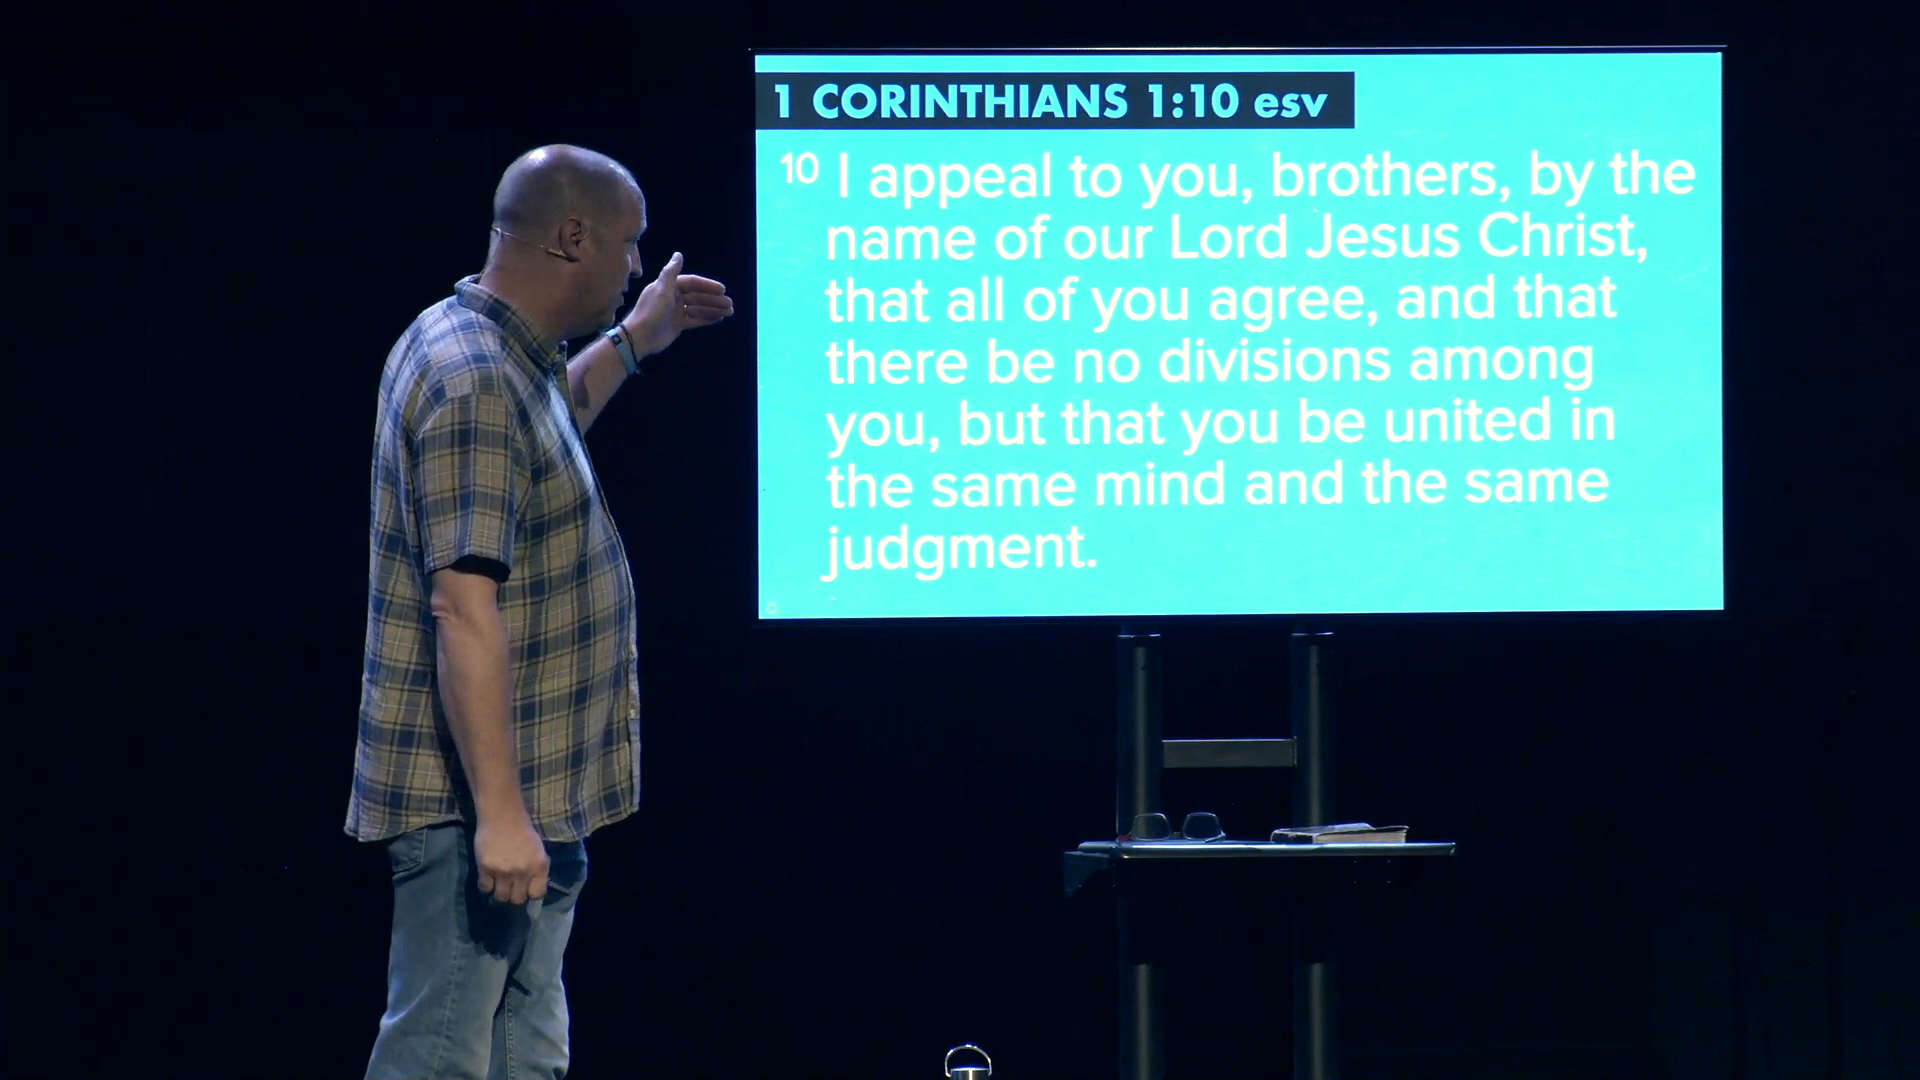 1 CORINTHIANS 1:10 esv
10 I appeal to you, brothers, by the
name of our Lord Jesus Christ,
that all of you agree, and that
there be no divisions among
you, but that you be united in
the same mind and the same
judgment.